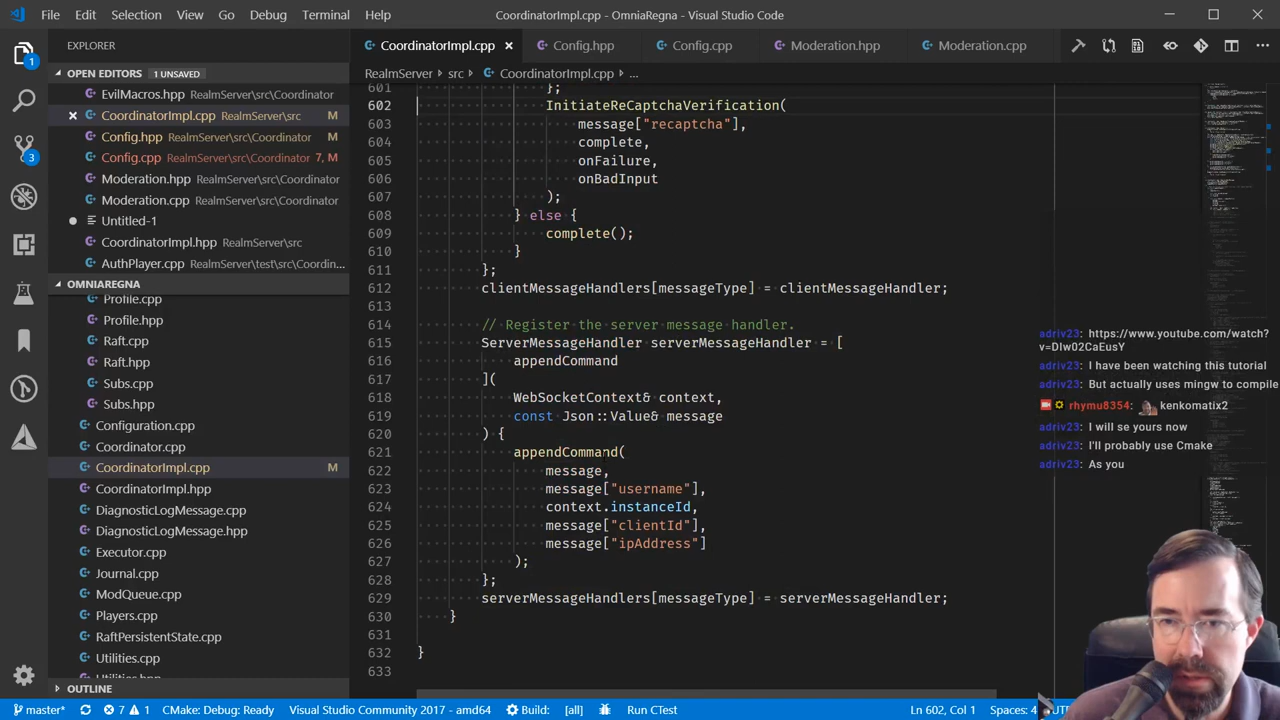 File Edit Selection View Go Debug Terminal Help CoordinatorImpl.cpp - OmniaRegna - Visual Studio Code
EXPLORER
OPEN EDITORS 1 UNSAVED
EvilMacros.hpp RealmServer\src\Coordinator
CoordinatorImpl.cpp RealmServer\src M
Config.hpp RealmServer\src\Coordinator
Config.cpp RealmServer\src\Coordinator 7, M
Moderation.hpp RealmServer\src\Coordinator
Moderation.cpp RealmServer\src\Coordinator
Untitled-1
CoordinatorImpl.hpp RealmServer\src
AuthPlayer.cpp RealmServer\test\src\Coordin...
OMNIAREGNA
Profile.cpp
Profile.hpp
Raft.cpp
Raft.hpp
Subs.cpp
Subs.hpp
Configuration.cpp
Coordinator.cpp
CoordinatorImpl.cpp M
CoordinatorImpl.hpp
DiagnosticLogMessage.cpp
DiagnosticLogMessage.hpp
Executor.cpp
Journal.cpp
ModQueue.cpp
Players.cpp
RaftPersistentState.cpp
Utilities.cpp
Utilities.hpp
OUTLINE
1
3
CoordinatorImpl.cpp Config.hpp Config.cpp Moderation.hpp Moderation.cpp
RealmServer › src › CoordinatorImpl.cpp › ...
601 };
602 InitiateReCaptchaVerification(
603 message["recaptcha"],
604 complete,
605 onFailure,
606 onBadInput
607 );
608 } else {
609 complete();
610 }
611 };
612 clientMessageHandlers[messageType] = clientMessageHandler;
613
614 // Register the server message handler.
615 ServerMessageHandler serverMessageHandler = [
616 appendCommand
617 ](
618 WebSocketContext& context,
619 const Json::Value& message
620 ) {
621 appendCommand(
622 message,
623 message["username"],
624 context.instanceId,
625 message["clientId"],
626 message["ipAddress"]
627 );
628 };
629 serverMessageHandlers[messageType] = serverMessageHandler;
630 }
631
632 }
633
adriv23: https://www.youtube.com/watch?
v=DIw02CaEusY
adriv23: I have been watching this tutorial
adriv23: But actually uses mingw to compile
rhymu8354: kenkomatix2
adriv23: I will se yours now
adriv23: I'll probably use Cmake
adriv23: As you
master* 7 1 CMake: Debug: Ready Visual Studio Community 2017 - amd64 Build: [all] Run CTest Ln 602, Col 1 Spaces: 4